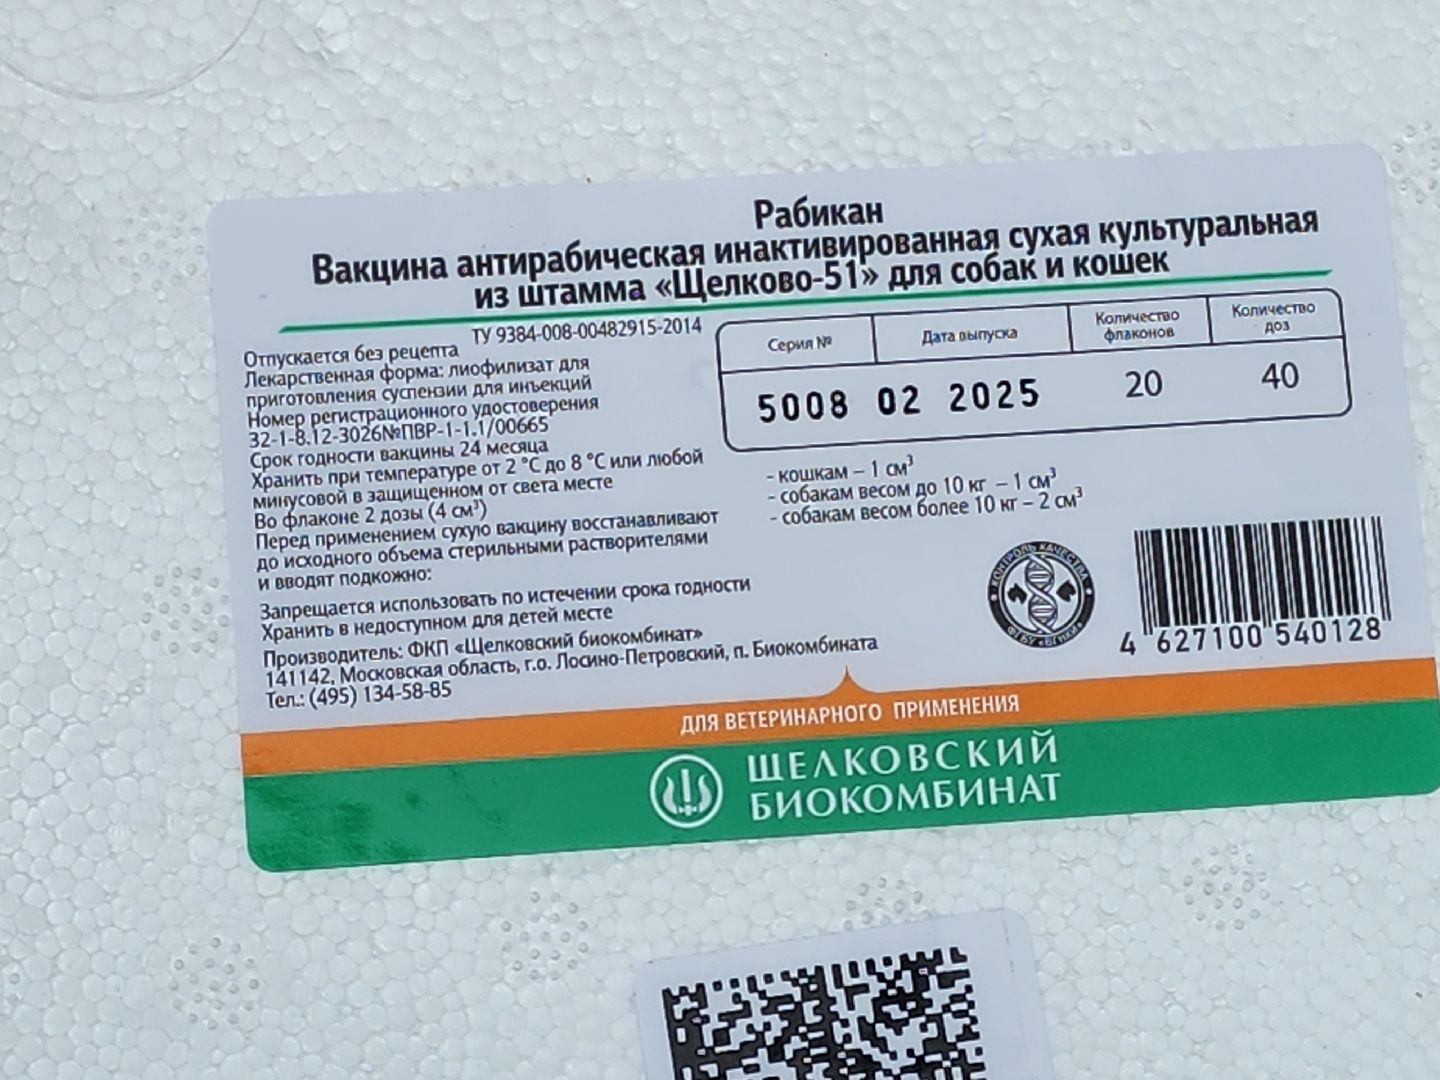 Рабикан
Вакцина антирабическая инактивированная сухая культуральная
из штамма «Щелково-51» для собак и кошек
ТУ 9384-008-00482915-2014
Отпускается без рецепта
Лекарственная форма: лиофилизат для
приготовления суспензии для инъекций
Номер регистрационного удостоверения
32-1-8.12-3026№ПВР-1-1.1/00665
Срок годности вакцины 24 месяца
Хранить при температуре от 2 °С до 8 °С или любой
минусовой в защищенном от света месте
Во флаконе 2 дозы (4 см³)
Перед применением сухую вакцину восстанавливают
до исходного объема стерильными растворителями
и вводят подкожно:
Запрещается использовать по истечении срока годности
Хранить в недоступном для детей месте
Производитель: ФКП «Щелковский биокомбинат»
141142, Московская область, г.о. Лосино-Петровский, п. Биокомбината
Тел.: (495) 134-58-85
Серия № Дата выпуска Количество флаконов Количество доз
5008 02 2025 20 40
- кошкам – 1 см³
- собакам весом до 10 кг – 1 см³
- собакам весом более 10 кг – 2 см³
КОНТРОЛЬ КАЧЕСТВА
4 627100 540128
ДЛЯ ВЕТЕРИНАРНОГО ПРИМЕНЕНИЯ
ЩЕЛКОВСКИЙ
БИОКОМБИНАТ